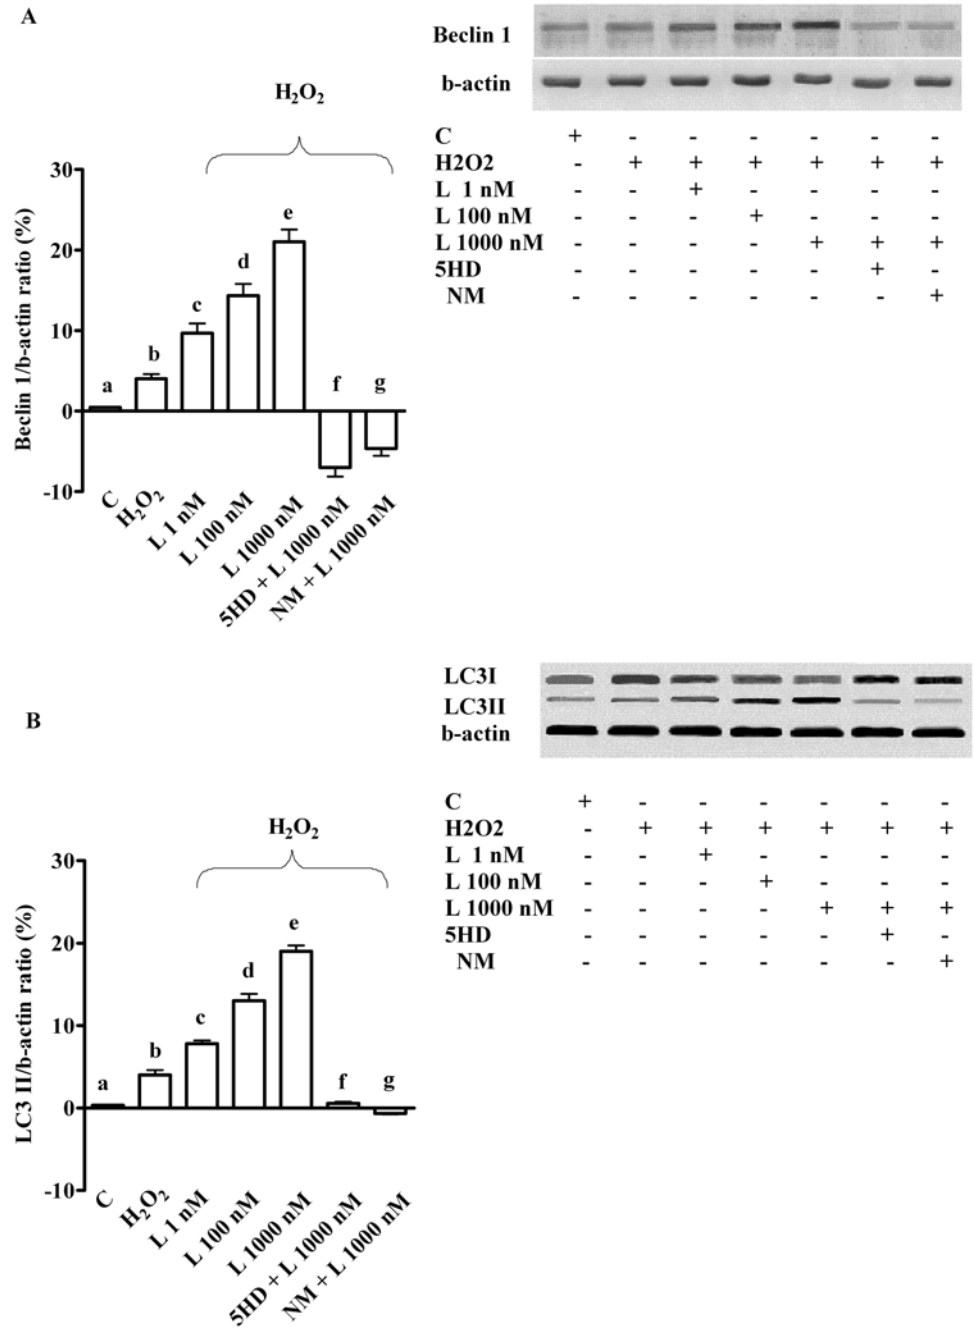 A
H₂O₂
30
20
10
0
-10
Beclin 1/b-actin ratio (%)
a
b
c
d
e
f
g
C
H₂O₂
L 1 nM
L 100 nM
L 1000 nM
5HD + L 1000 nM
NM + L 1000 nM
Beclin 1
b-actin
C + - - - - - -
H2O2 - + + + + + +
L 1 nM - - + - - - -
L 100 nM - - - + - - -
L 1000 nM - - - - + + +
5HD - - - - - + -
NM - - - - - - +
B
H₂O₂
30
20
10
0
-10
LC3 II/b-actin ratio (%)
a
b
c
d
e
f
g
C
H₂O₂
L 1 nM
L 100 nM
L 1000 nM
5HD + L 1000 nM
NM + L 1000 nM
LC3I
LC3II
b-actin
C + - - - - - -
H2O2 - + + + + + +
L 1 nM - - + - - - -
L 100 nM - - - + - - -
L 1000 nM - - - - + + +
5HD - - - - - + -
NM - - - - - - +